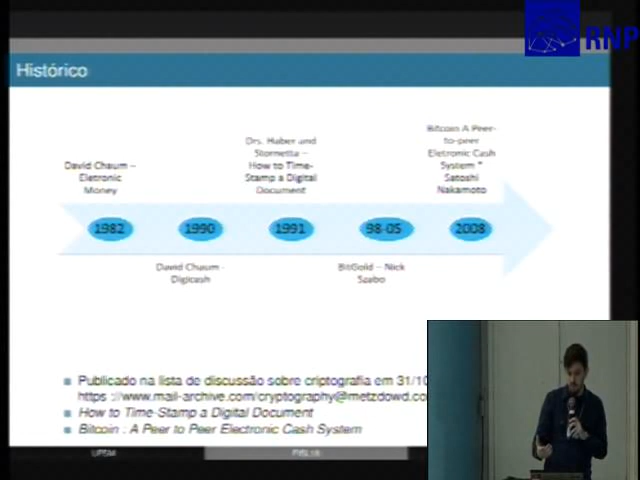 RNP
Histórico
Bitcoin A Peer-
to-peer
Eletronic Cash
System "
Satoshi
Nakamoto
Drs. Haber and
Stornetta –
How to Time-
Stamp a Digital
Document
David Chaum –
Eletronic
Money
1982
1990
1991
98-05
2008
David Chaum -
Digicash
BitGold – Nick
Szabo
Publicado na lista de discussão sobre criptografia em 31/10
https ://www.mail-archive.com/cryptography@metzdowd.co
How to Time-Stamp a Digital Document
Bitcoin : A Peer to Peer Electronic Cash System